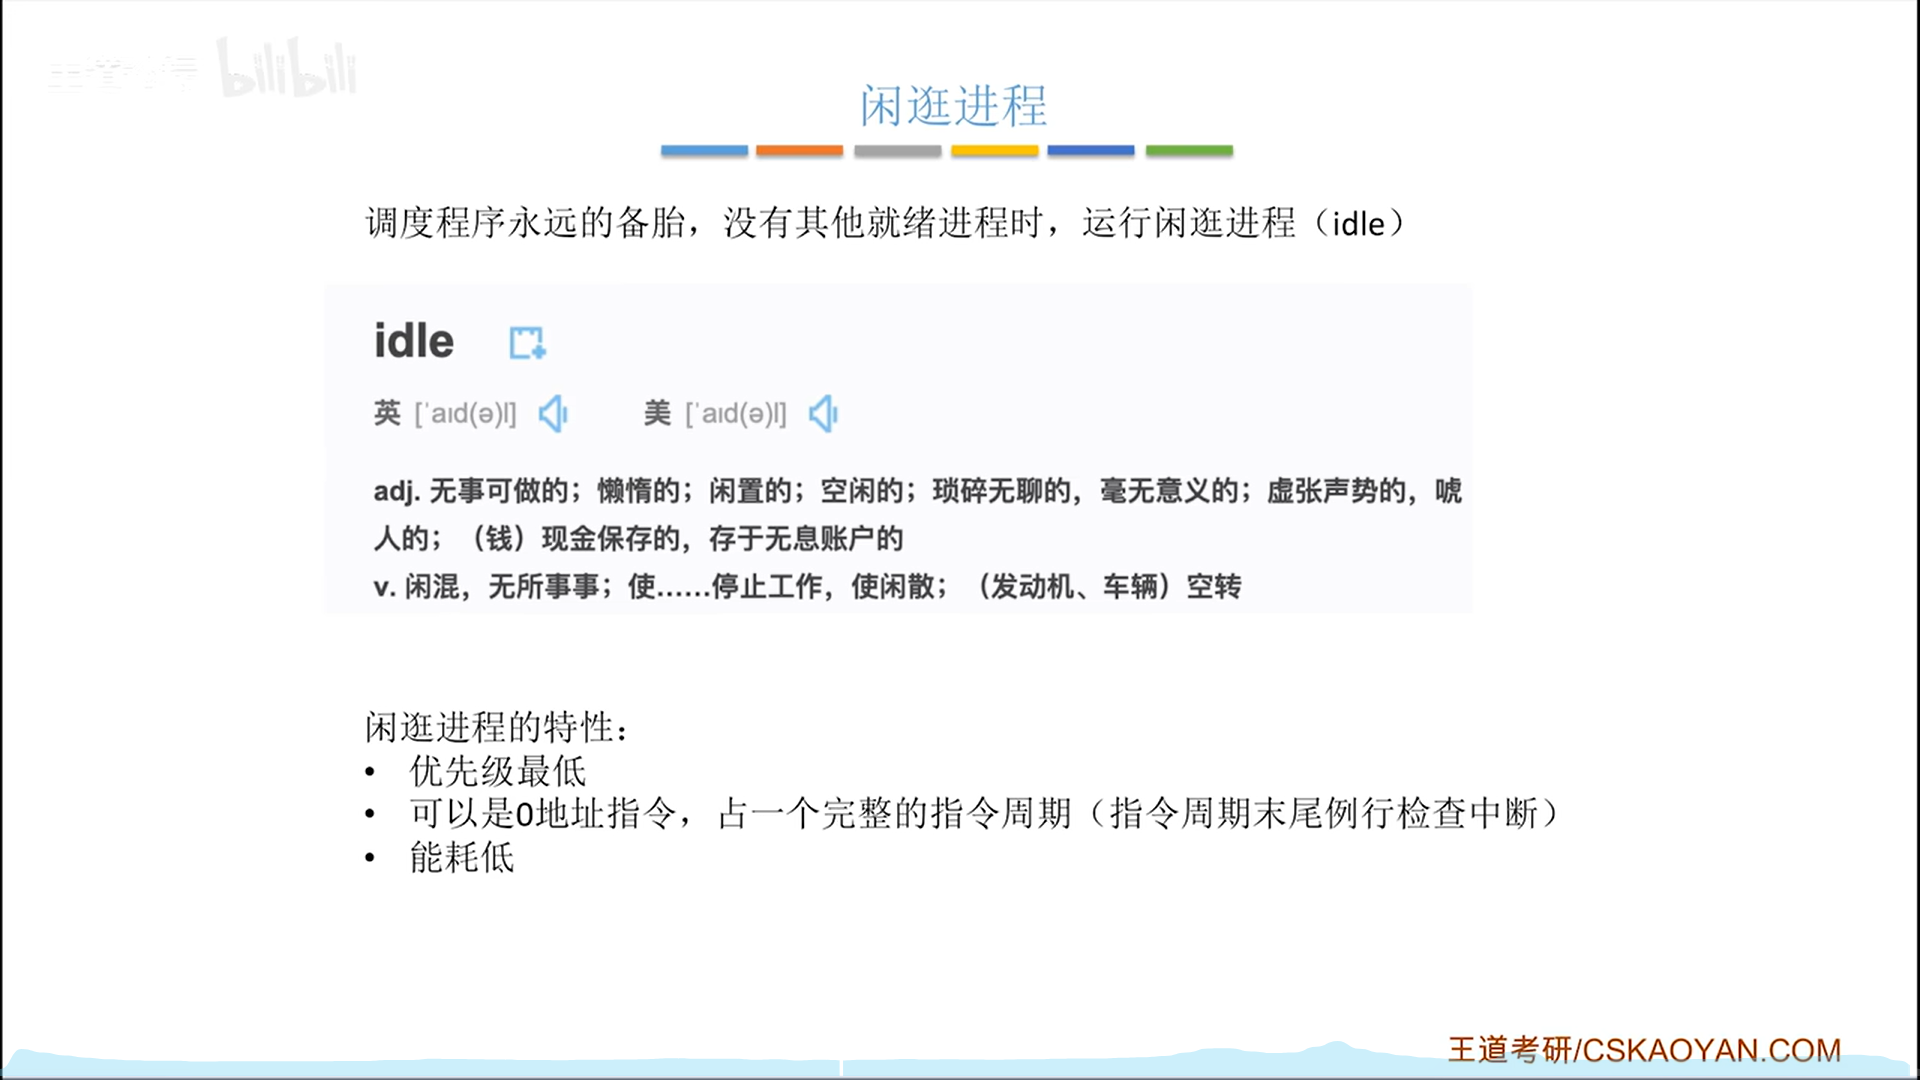 bilibili
闲逛进程
调度程序永远的备胎，没有其他就绪进程时，运行闲逛进程（idle）
idle
英 [ˈaɪd(ə)l] 美 [ˈaɪd(ə)l]
adj. 无事可做的；懒惰的；闲置的；空闲的；琐碎无聊的，毫无意义的；虚张声势的，唬
人的；（钱）现金保存的，存于无息账户的
v. 闲混，无所事事；使……停止工作，使闲散；（发动机、车辆）空转
闲逛进程的特性：
• 优先级最低
• 可以是0地址指令，占一个完整的指令周期（指令周期末尾例行检查中断）
• 能耗低
王道考研/CSKAOYAN.COM